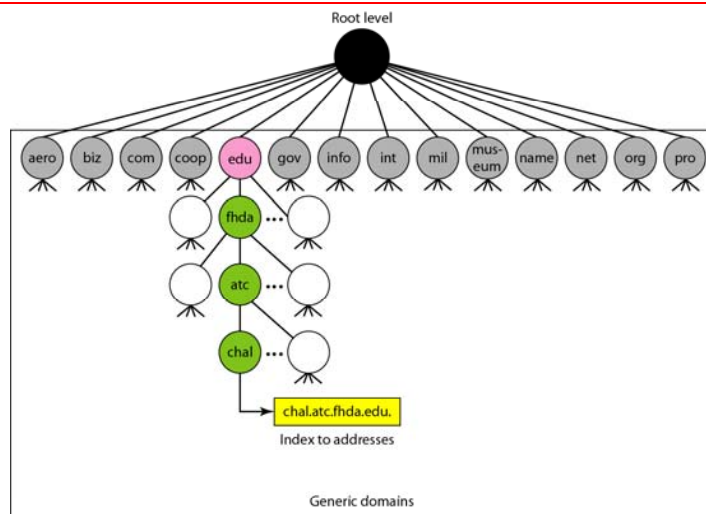 Root level
aero biz com coop edu gov info int mil mus-
eum name net org pro
fhda ...
atc ...
chal ...
chal.atc.fhda.edu.
Index to addresses
Generic domains